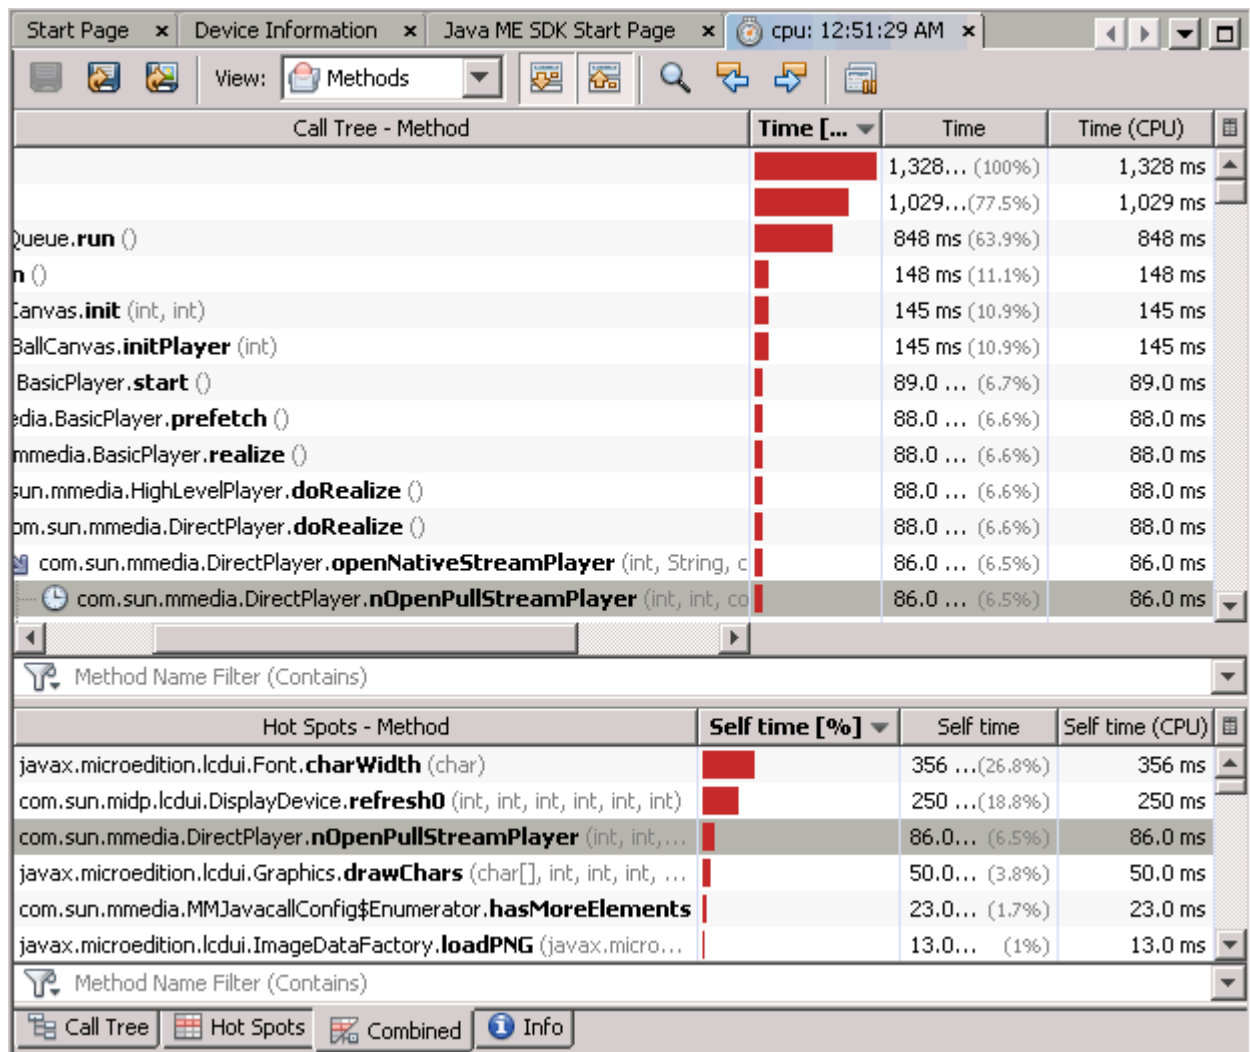 Start Page × Device Information × Java ME SDK Start Page × cpu: 12:51:29 AM ×
View: Methods
Call Tree - Method Time [... Time Time (CPU)
1,328... (100%) 1,328 ms
1,029...(77.5%) 1,029 ms
Queue.run () 848 ms (63.9%) 848 ms
n () 148 ms (11.1%) 148 ms
Canvas.init (int, int) 145 ms (10.9%) 145 ms
BallCanvas.initPlayer (int) 145 ms (10.9%) 145 ms
BasicPlayer.start () 89.0 ... (6.7%) 89.0 ms
edia.BasicPlayer.prefetch () 88.0 ... (6.6%) 88.0 ms
mmedia.BasicPlayer.realize () 88.0 ... (6.6%) 88.0 ms
sun.mmedia.HighLevelPlayer.doRealize () 88.0 ... (6.6%) 88.0 ms
om.sun.mmedia.DirectPlayer.doRealize () 88.0 ... (6.6%) 88.0 ms
com.sun.mmedia.DirectPlayer.openNativeStreamPlayer (int, String, c 86.0 ... (6.5%) 86.0 ms
com.sun.mmedia.DirectPlayer.nOpenPullStreamPlayer (int, int, co 86.0 ... (6.5%) 86.0 ms
Method Name Filter (Contains)
Hot Spots - Method Self time [%] Self time Self time (CPU)
javax.microedition.lcdui.Font.charWidth (char) 356 ...(26.8%) 356 ms
com.sun.midp.lcdui.DisplayDevice.refresh0 (int, int, int, int, int, int) 250 ...(18.8%) 250 ms
com.sun.mmedia.DirectPlayer.nOpenPullStreamPlayer (int, int,... 86.0... (6.5%) 86.0 ms
javax.microedition.lcdui.Graphics.drawChars (char[], int, int, int, ... 50.0... (3.8%) 50.0 ms
com.sun.mmedia.MMJavacallConfig$Enumerator.hasMoreElements 23.0... (1.7%) 23.0 ms
javax.microedition.lcdui.ImageDataFactory.loadPNG (javax.micro... 13.0... (1%) 13.0 ms
Method Name Filter (Contains)
Call Tree Hot Spots Combined Info